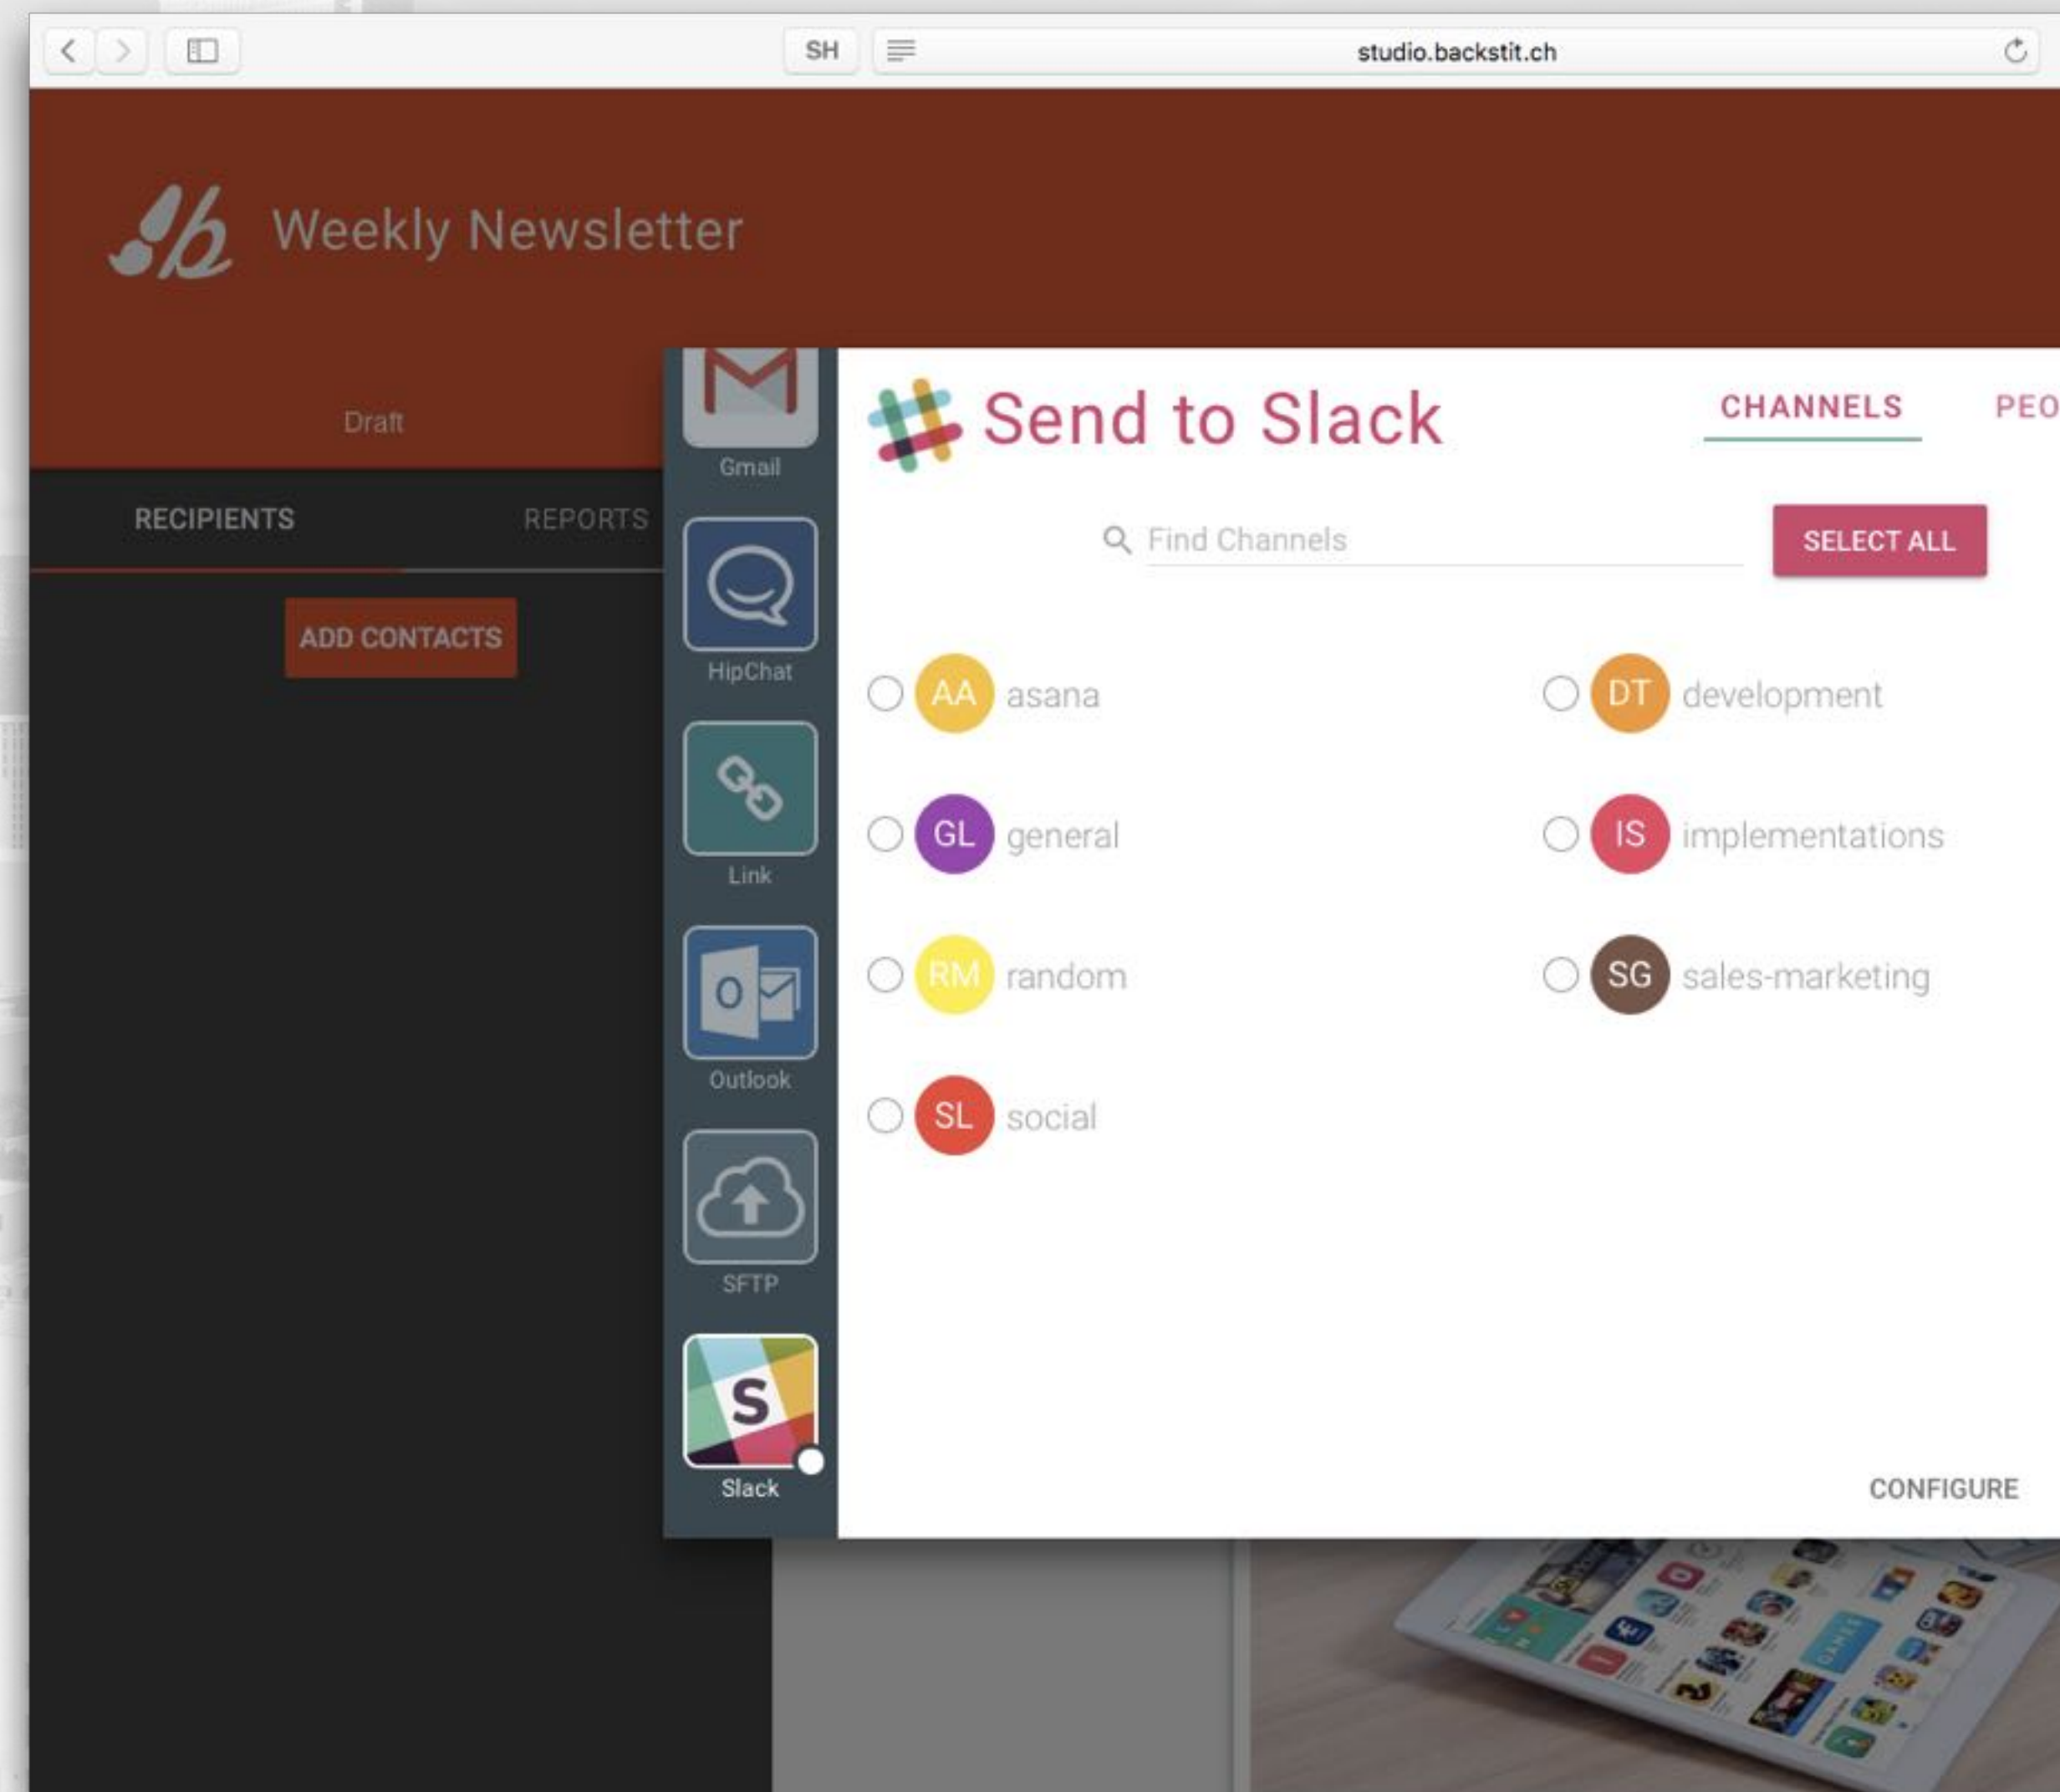 SH
studio.backstit.ch
Weekly Newsletter
Draft
RECIPIENTS
REPORTS
ADD CONTACTS
Gmail
HipChat
Link
Outlook
SFTP
S
Slack
Send to Slack
CHANNELS
PEO
Find Channels
SELECT ALL
AA asana
DT development
GL general
IS implementations
RM random
SG sales-marketing
SL social
CONFIGURE
GAMES